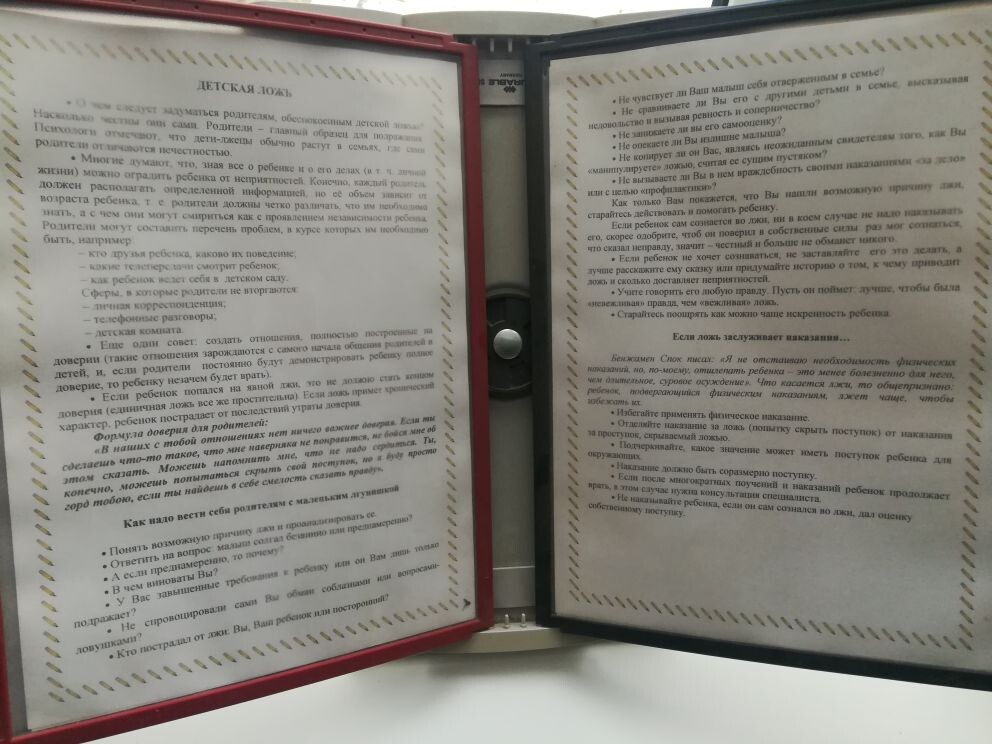 ДЕТСКАЯ ЛОЖЬ
• О чем следует задуматься родителям, обеспокоенным детской ложью?
Насколько честны они сами. Родители – главный образец для подражания.
Психологи отмечают, что дети-лжецы обычно растут в семьях, где сами
родители отличаются нечестностью.
• Многие думают, что, зная все о ребенке и о его делах (в т. ч. личной
жизни) можно оградить ребенка от неприятностей. Конечно, каждый родитель
должен располагать определенной информацией, но её объем зависит от
возраста ребенка, т. е. родители должны четко различать, что им необходимо
знать, а с чем они могут смириться как с проявлением независимости ребенка.
Родители могут составить перечень проблем, в курсе которых им необходимо
быть, например:
– кто друзья ребенка, каково их поведение;
– какие телепередачи смотрит ребенок;
– как ребенок ведет себя в детском саду.
Сферы, в которые родители не вторгаются:
– личная корреспонденция;
– телефонные разговоры;
– детская комната.
• Еще один совет: создать отношения, полностью построенные на
доверии (такие отношения зарождаются с самого начала общения родителей и
детей, и, если родители постоянно будут демонстрировать ребенку полное
доверие, то ребенку незачем будет врать).
• Если ребенок попался на явной лжи, это не должно стать концом
доверия (единичная ложь все же простительна). Если ложь примет хронический
характер, ребенок пострадает от последствий утраты доверия.
Формула доверия для родителей:
«В наших с тобой отношениях нет ничего важнее доверия. Если ты
сделаешь что-то такое, что мне наверняка не понравится, не бойся мне об
этом сказать. Можешь напомнить мне, что не надо сердиться. Ты,
конечно, можешь попытаться скрыть свой поступок, но я буду просто
горд тобою, если ты найдешь в себе смелость сказать правду».
Как надо вести себя родителям с маленьким лгунишкой
• Понять возможную причину лжи и проанализировать ее.
• Ответить на вопрос: малыш солгал безвинно или преднамеренно?
• А если преднамеренно, то почему?
• В чем виноваты Вы?
• У Вас завышенные требования к ребенку или он Вам лишь только
подражает?
• Не спровоцировали сами Вы обман соблазнами или вопросами-
ловушками?
• Кто пострадал от лжи: Вы, Ваш ребенок или посторонний?
DURABLE
GERMANY
• Не чувствует ли Ваш малыш себя отверженным в семье?
• Не сравниваете ли Вы его с другими детьми в семье, высказывая
недовольство и вызывая ревность и соперничество?
• Не занижаете ли вы его самооценку?
• Не опекаете ли Вы излишне малыша?
• Не копирует ли он Вас, являясь неожиданным свидетелем того, как Вы
«манипулируете» ложью, считая ее сущим пустяком?
• Не вызываете ли Вы в нем враждебность своими наказаниями «за дело»
или с целью «профилактики»?
Как только Вам покажется, что Вы нашли возможную причину лжи,
старайтесь действовать и помогать ребенку.
Если ребенок сам сознается во лжи, ни в коем случае не надо наказывать
его, скорее одобрите, чтоб он поверил в собственные силы раз мог сознаться,
что сказал неправду, значит – честный и больше не обманет никого.
• Если ребенок не хочет сознаваться, не заставляйте его это делать, а
лучше расскажите ему сказку или придумайте историю о том, к чему приводит
ложь и сколько доставляет неприятностей.
• Учите говорить его любую правду. Пусть он поймет: лучше, чтобы была
«невежливая» правда, чем «вежливая» ложь.
• Старайтесь поощрять как можно чаще искренность ребенка.
Если ложь заслуживает наказания…
Бенжамен Спок писал: «Я не отстаиваю необходимость физических
наказаний, но, по-моему, отшлепать ребенка – это менее болезненно для него,
чем длительное, суровое осуждение». Что касается лжи, то общепризнано:
ребенок, подвергающийся физическим наказаниям, лжет чаще, чтобы
избежать их.
• Избегайте применять физическое наказание.
• Отделяйте наказание за ложь (попытку скрыть поступок) от наказания
за проступок, скрываемый ложью.
• Подчеркивайте, какое значение может иметь поступок ребенка для
окружающих.
• Наказание должно быть соразмерно поступку.
• Если после многократных поучений и наказаний ребенок продолжает
врать, в этом случае нужна консультация специалиста.
• Не наказывайте ребенка, если он сам сознался во лжи, дал оценку
собственному поступку.